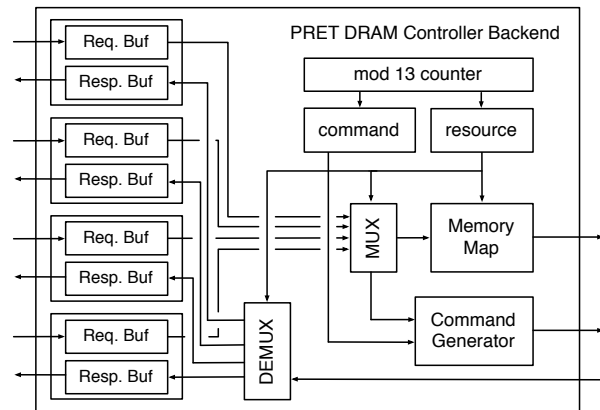 PRET DRAM Controller Backend
mod 13 counter
command
resource
Req. Buf
Resp. Buf
Req. Buf
Resp. Buf
Req. Buf
Resp. Buf
Req. Buf
Resp. Buf
MUX
Memory
Map
DEMUX
Command
Generator